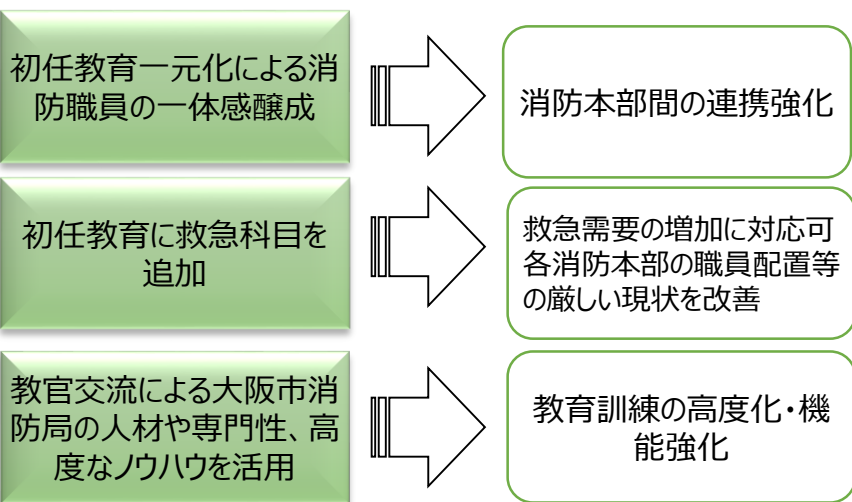 初任教育一元化による消
防職員の一体感醸成
消防本部間の連携強化
初任教育に救急科目を
追加
救急需要の増加に対応可
各消防本部の職員配置等
の厳しい現状を改善
教官交流による大阪市消
防局の人材や専門性、高
度なノウハウを活用
教育訓練の高度化・機
能強化